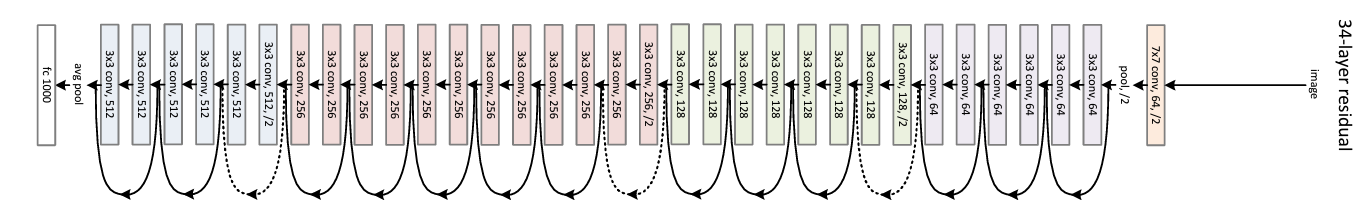 34-layer residual
image
7x7 conv, 64, /2
pool, /2
3x3 conv, 64
3x3 conv, 64
3x3 conv, 64
3x3 conv, 64
3x3 conv, 64
3x3 conv, 64
3x3 conv, 128, /2
3x3 conv, 128
3x3 conv, 128
3x3 conv, 128
3x3 conv, 128
3x3 conv, 128
3x3 conv, 128
3x3 conv, 128
3x3 conv, 256, /2
3x3 conv, 256
3x3 conv, 256
3x3 conv, 256
3x3 conv, 256
3x3 conv, 256
3x3 conv, 256
3x3 conv, 256
3x3 conv, 256
3x3 conv, 256
3x3 conv, 256
3x3 conv, 256
3x3 conv, 512, /2
3x3 conv, 512
3x3 conv, 512
3x3 conv, 512
3x3 conv, 512
3x3 conv, 512
avg pool
fc 1000